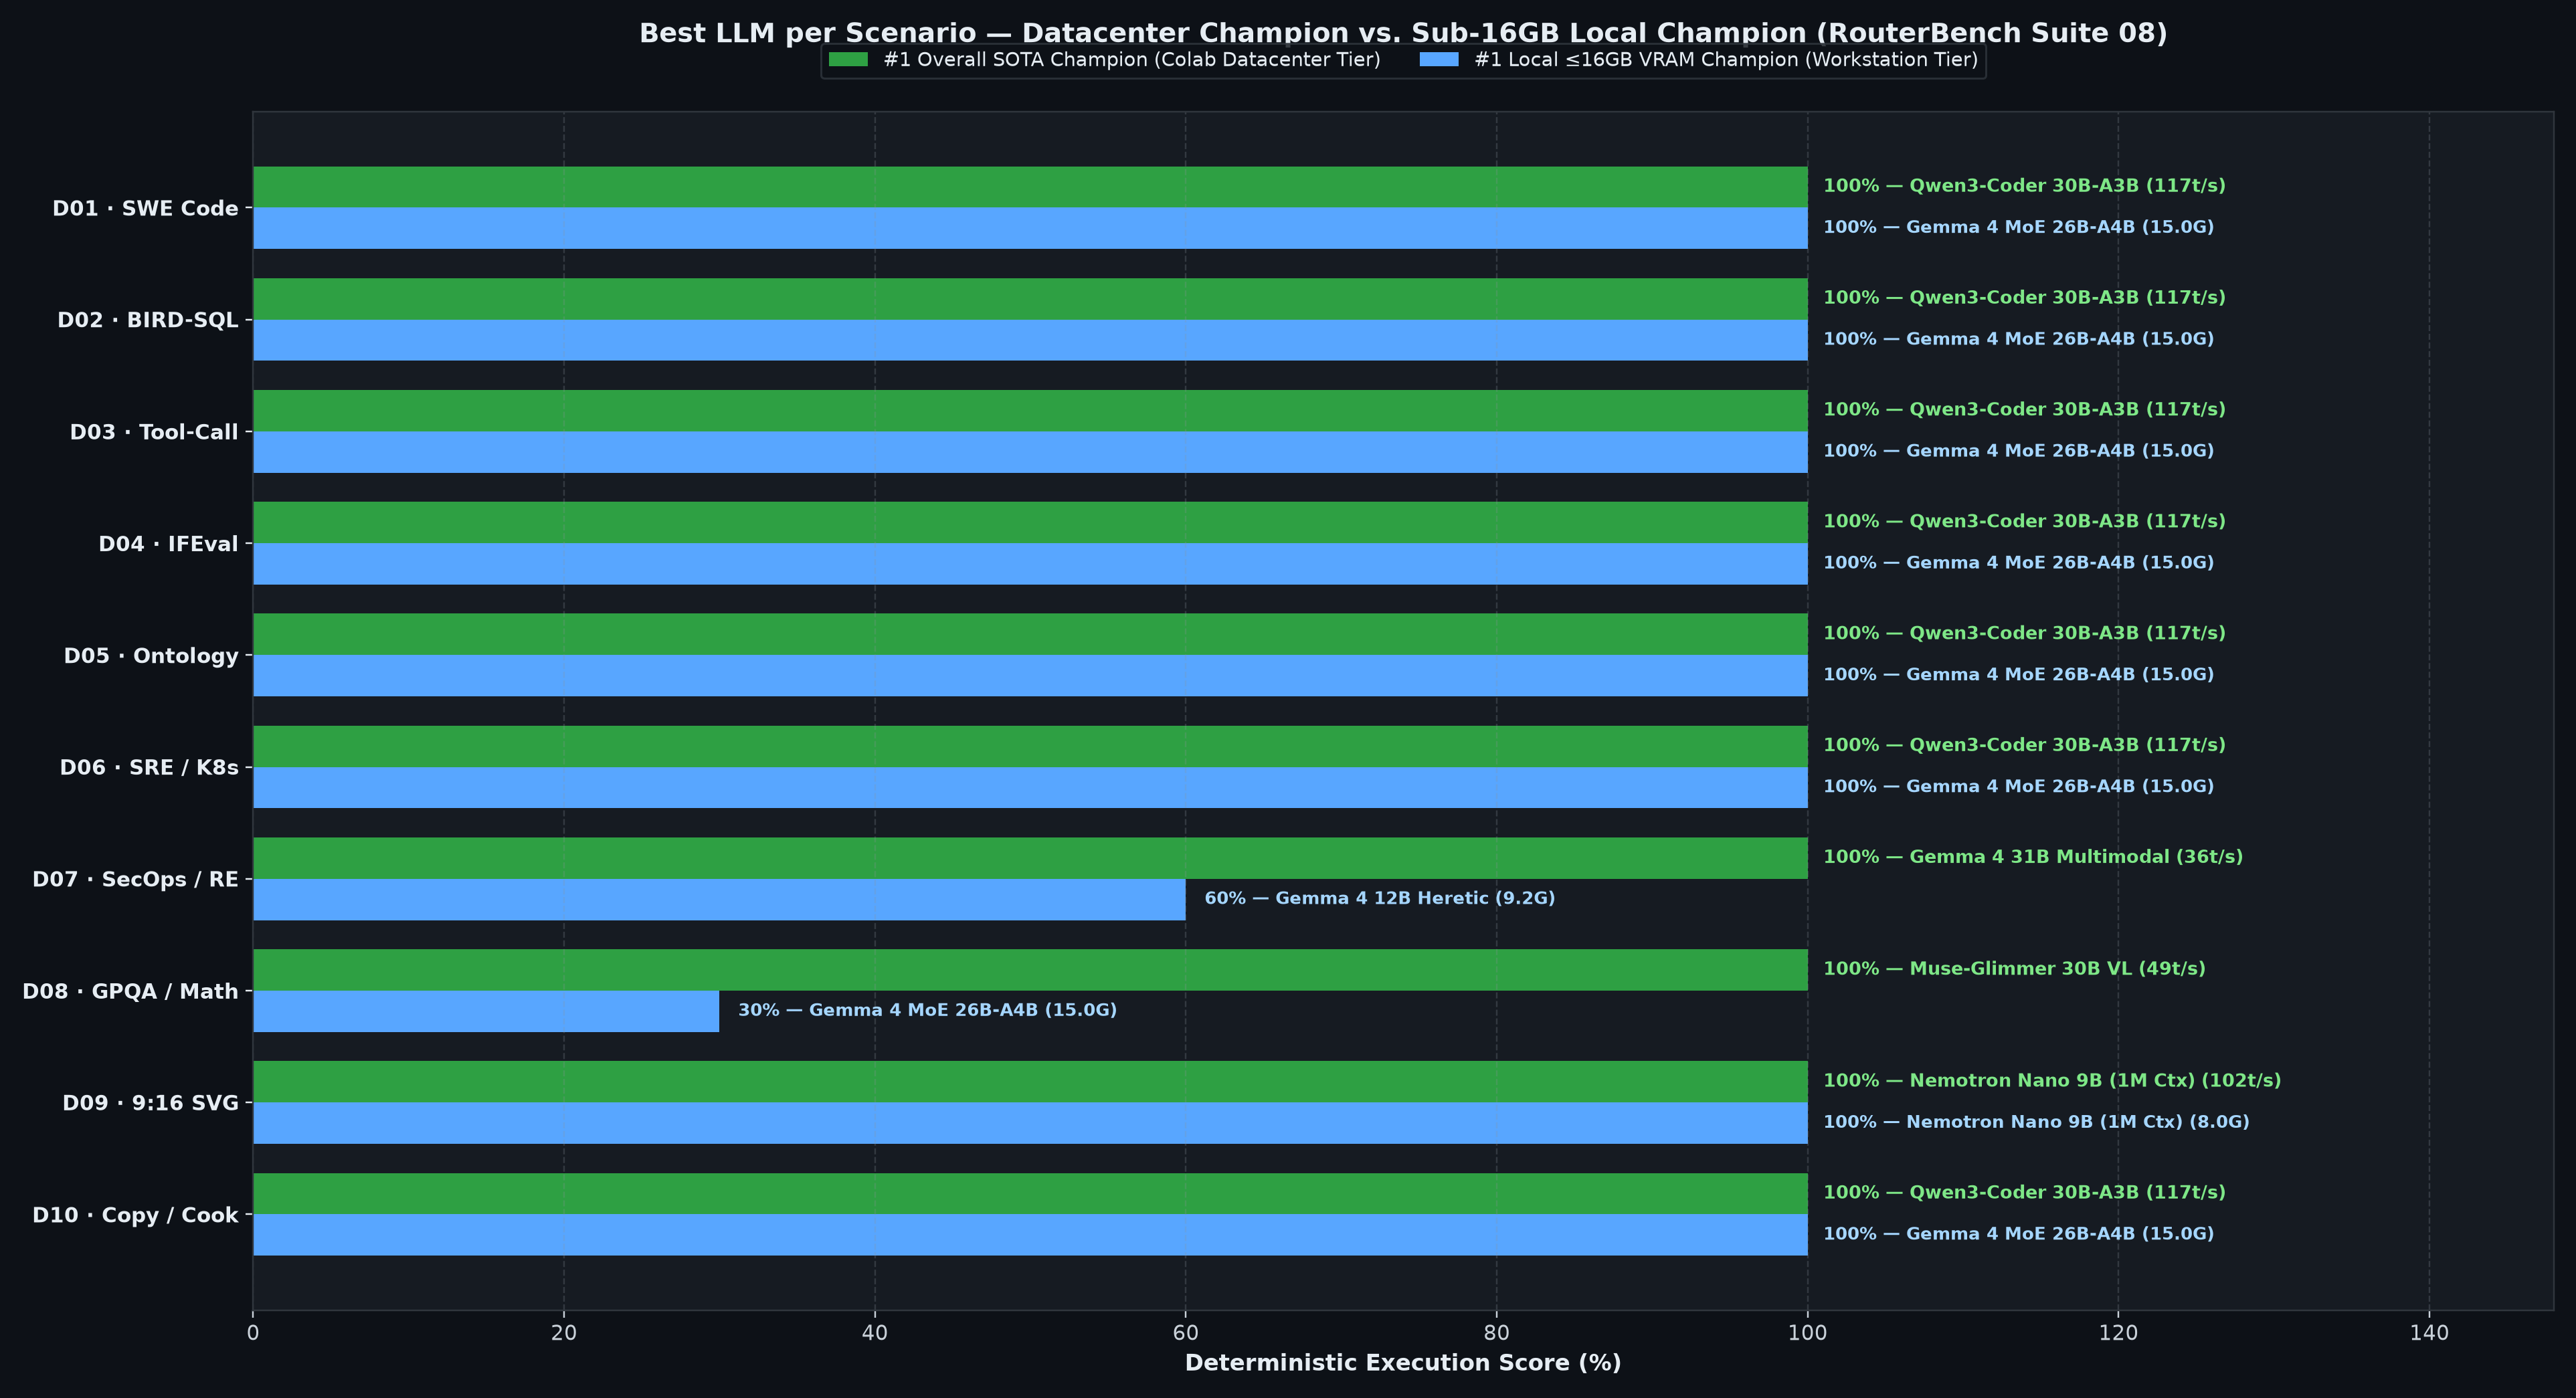 Best LLM per Scenario — Datacenter Champion vs. Sub-16GB Local Champion (RouterBench Suite 08)
#1 Overall SOTA Champion (Colab Datacenter Tier)
#1 Local ≤16GB VRAM Champion (Workstation Tier)
D01 · SWE Code
100% — Qwen3-Coder 30B-A3B (117t/s)
100% — Gemma 4 MoE 26B-A4B (15.0G)
D02 · BIRD-SQL
100% — Qwen3-Coder 30B-A3B (117t/s)
100% — Gemma 4 MoE 26B-A4B (15.0G)
D03 · Tool-Call
100% — Qwen3-Coder 30B-A3B (117t/s)
100% — Gemma 4 MoE 26B-A4B (15.0G)
D04 · IFEval
100% — Qwen3-Coder 30B-A3B (117t/s)
100% — Gemma 4 MoE 26B-A4B (15.0G)
D05 · Ontology
100% — Qwen3-Coder 30B-A3B (117t/s)
100% — Gemma 4 MoE 26B-A4B (15.0G)
D06 · SRE / K8s
100% — Qwen3-Coder 30B-A3B (117t/s)
100% — Gemma 4 MoE 26B-A4B (15.0G)
D07 · SecOps / RE
100% — Gemma 4 31B Multimodal (36t/s)
60% — Gemma 4 12B Heretic (9.2G)
D08 · GPQA / Math
100% — Muse-Glimmer 30B VL (49t/s)
30% — Gemma 4 MoE 26B-A4B (15.0G)
D09 · 9:16 SVG
100% — Nemotron Nano 9B (1M Ctx) (102t/s)
100% — Nemotron Nano 9B (1M Ctx) (8.0G)
D10 · Copy / Cook
100% — Qwen3-Coder 30B-A3B (117t/s)
100% — Gemma 4 MoE 26B-A4B (15.0G)
0 20 40 60 80 100 120 140
Deterministic Execution Score (%)